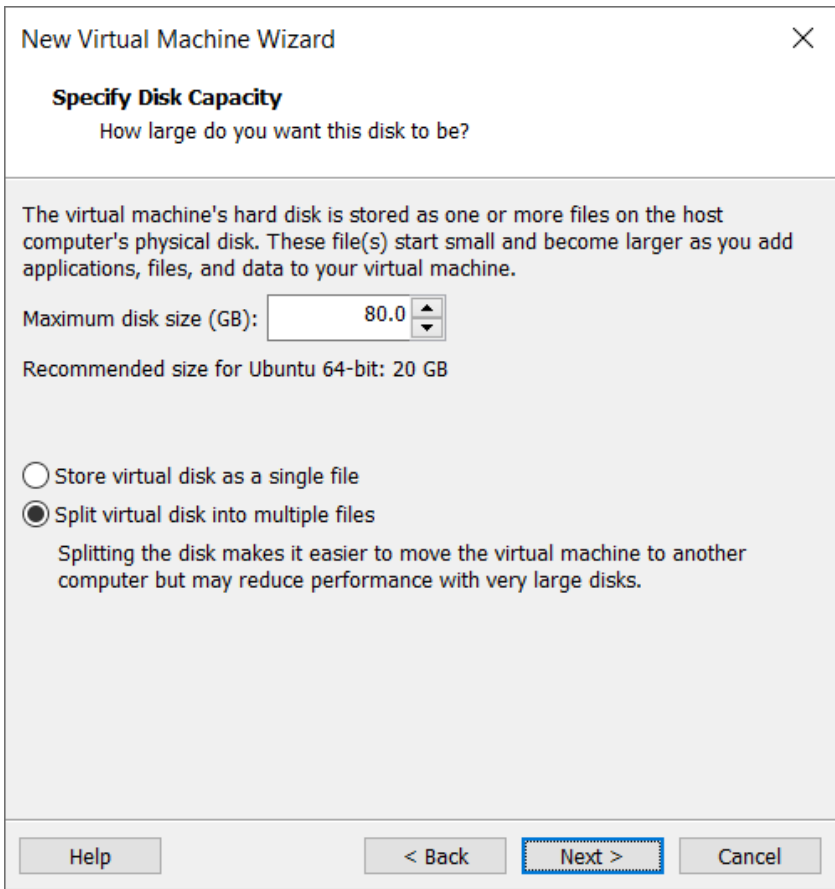 New Virtual Machine Wizard
Specify Disk Capacity
How large do you want this disk to be?
The virtual machine's hard disk is stored as one or more files on the host
computer's physical disk. These file(s) start small and become larger as you add
applications, files, and data to your virtual machine.
Maximum disk size (GB): 80.0
Recommended size for Ubuntu 64-bit: 20 GB
Store virtual disk as a single file
Split virtual disk into multiple files
Splitting the disk makes it easier to move the virtual machine to another
computer but may reduce performance with very large disks.
Help < Back Next > Cancel